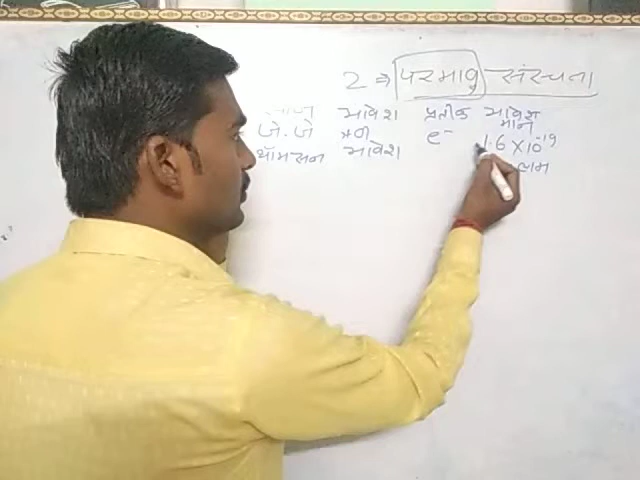 2 → परमाणु संरचना
आवेश प्रतीक आवेश मान
जे. जे थॉमसन ऋण आवेश e⁻ 1.6 × 10⁻¹⁹